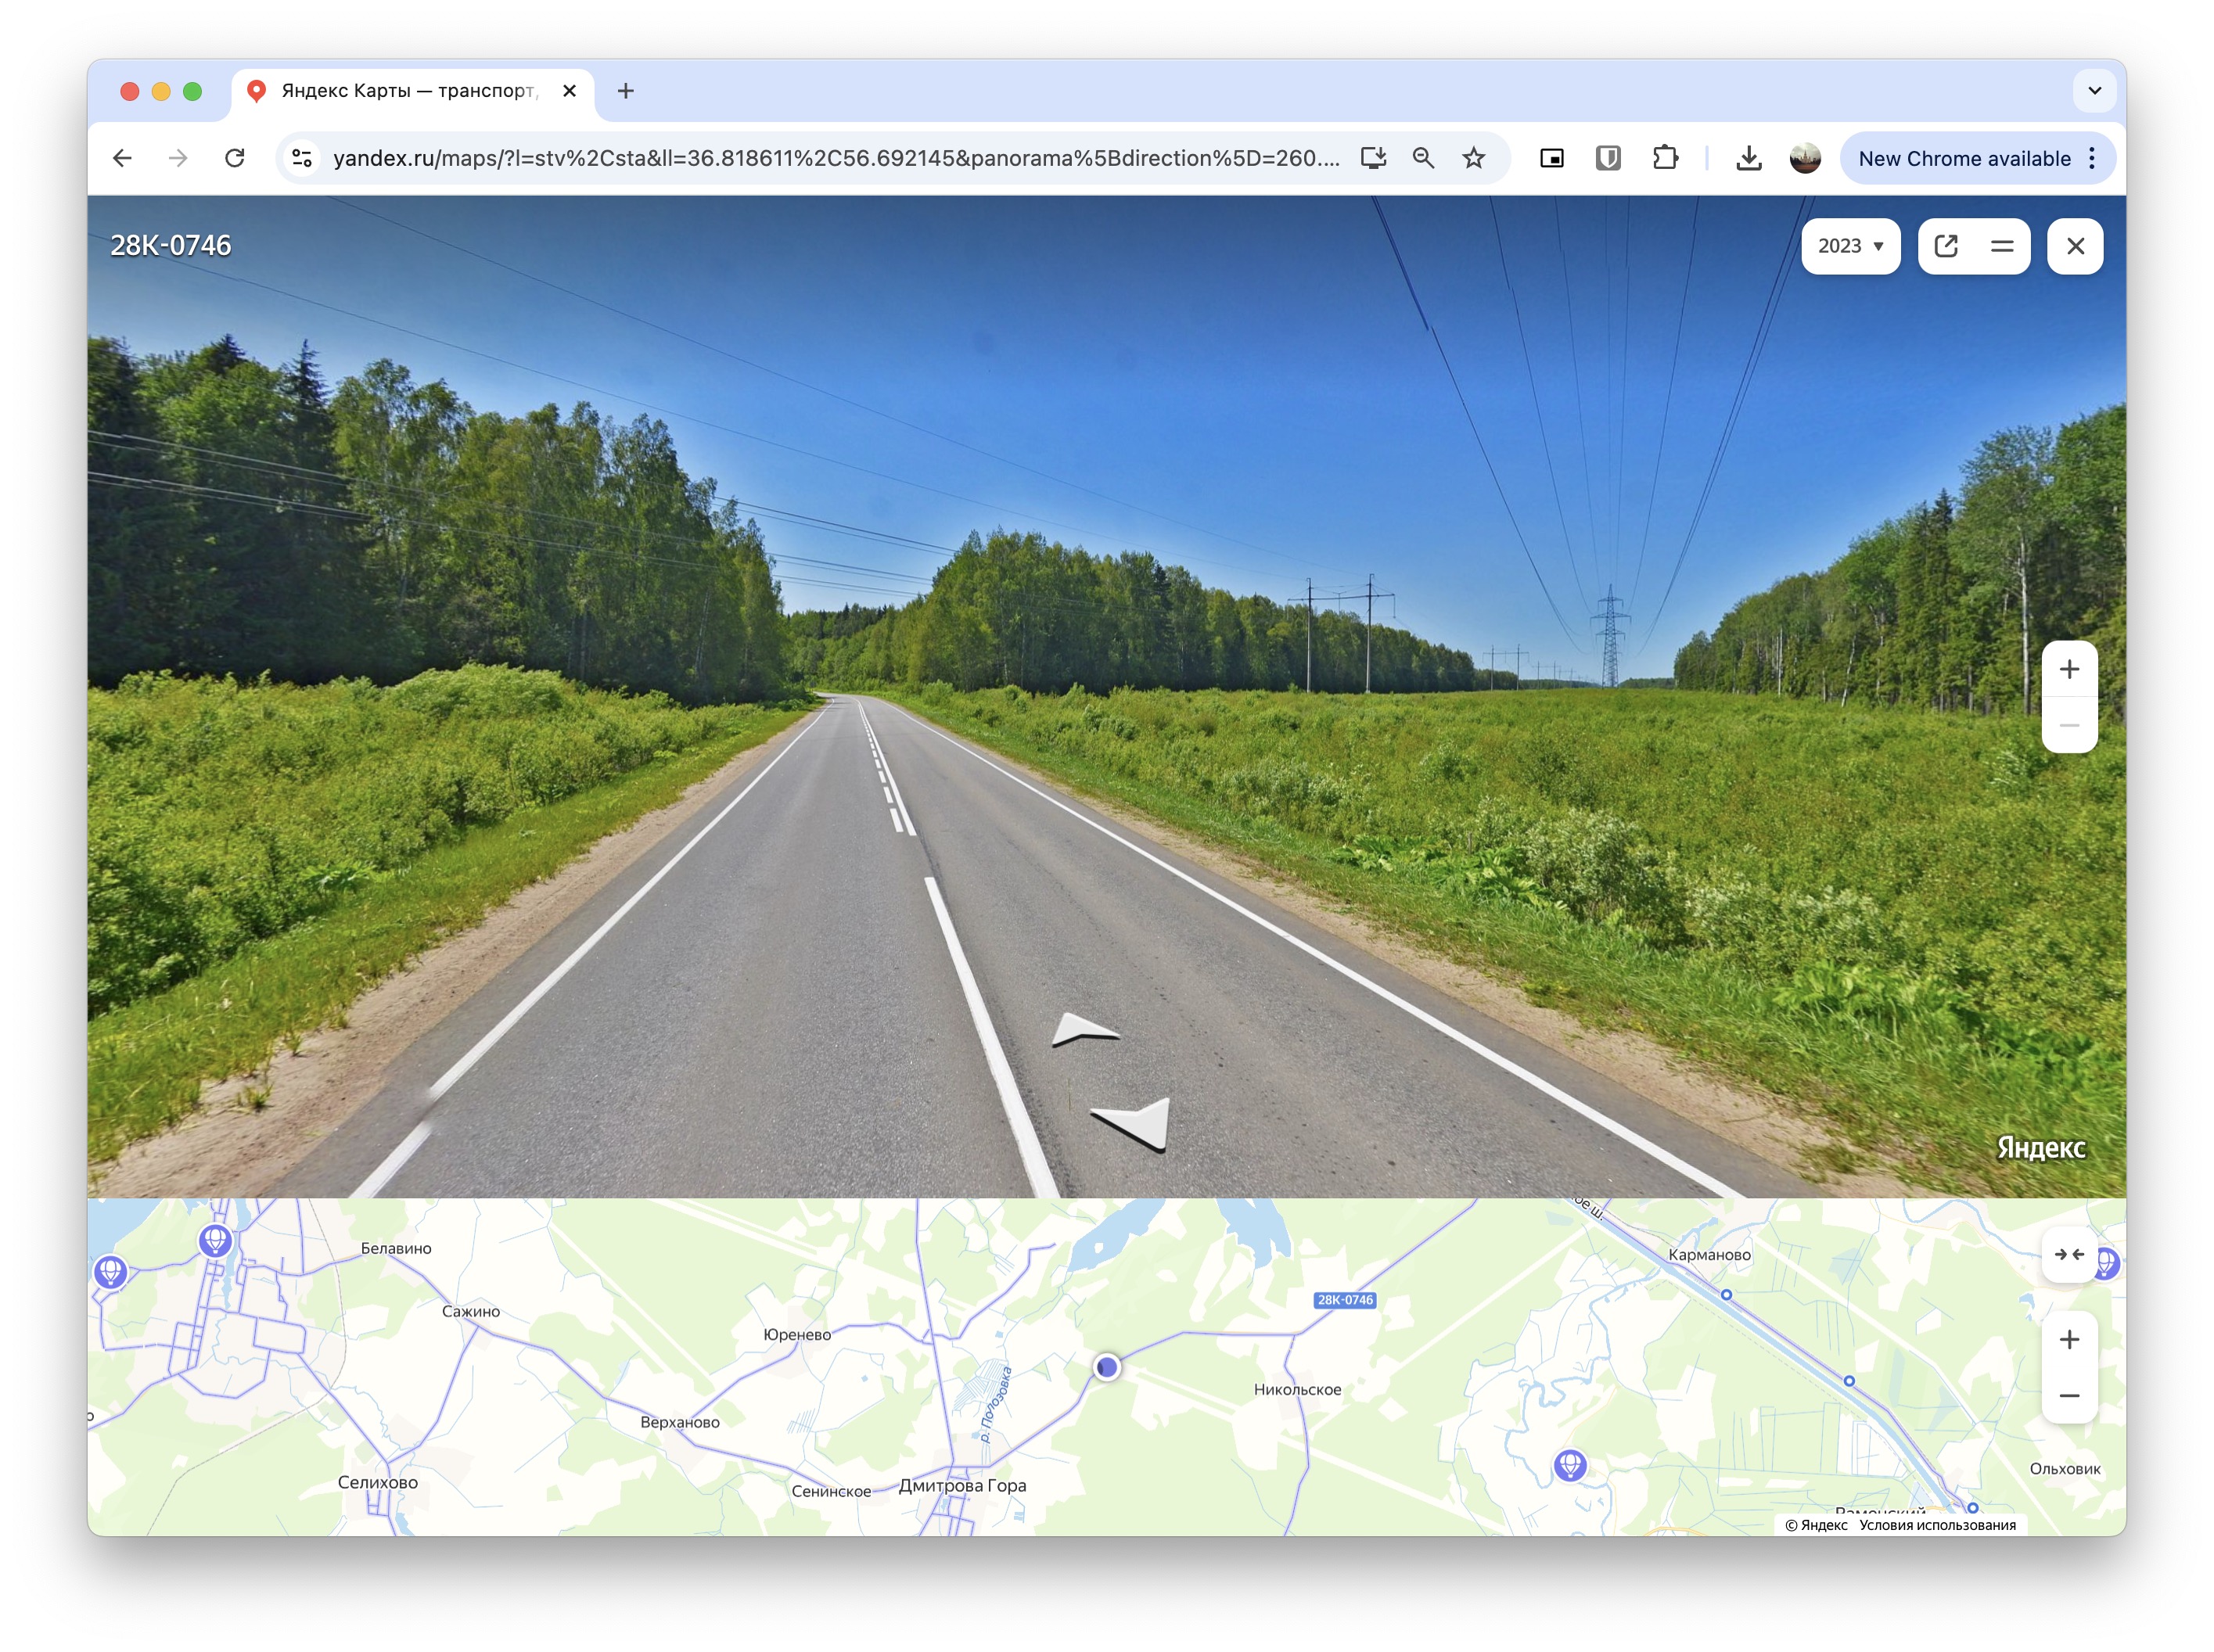 Яндекс Карты — транспорт,
yandex.ru/maps/?l=stv%2Csta&ll=36.818611%2C56.692145&panorama%5Bdirection%5D=260....
New Chrome available
28К-0746
2023
Яндекс
Белавино
Карманово
28К-0746
Сажино
Юренево
Никольское
р. Полозовка
Верханово
Ольховик
Селихово
Сенинское
Дмитрова Гора
© Яндекс Условия использования